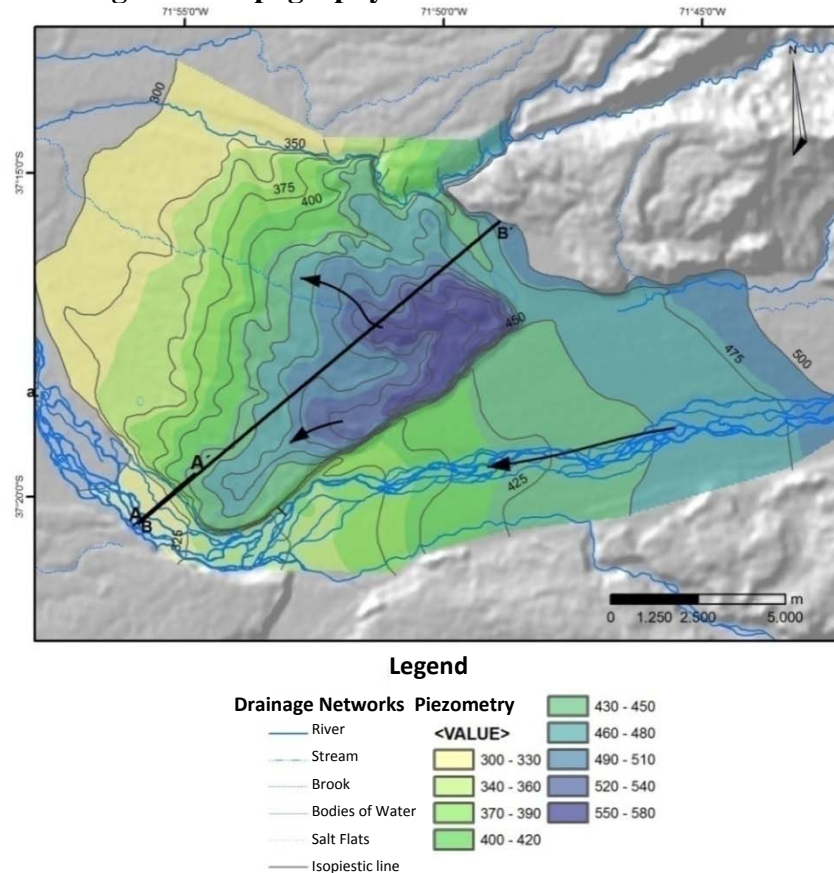 71°55'0"W 71°50'0"W 71°45'0"W
N
300
350
37°15'0"S
375
400
B´
450
475
500
a
A´
425
37°20'0"S
A
B
325
m
0 1.250 2.500 5.000
Legend
Drainage Networks Piezometry
<VALUE>
River
Stream
Brook
Bodies of Water
Salt Flats
Isopiestic line
300 - 330
340 - 360
370 - 390
400 - 420
430 - 450
460 - 480
490 - 510
520 - 540
550 - 580